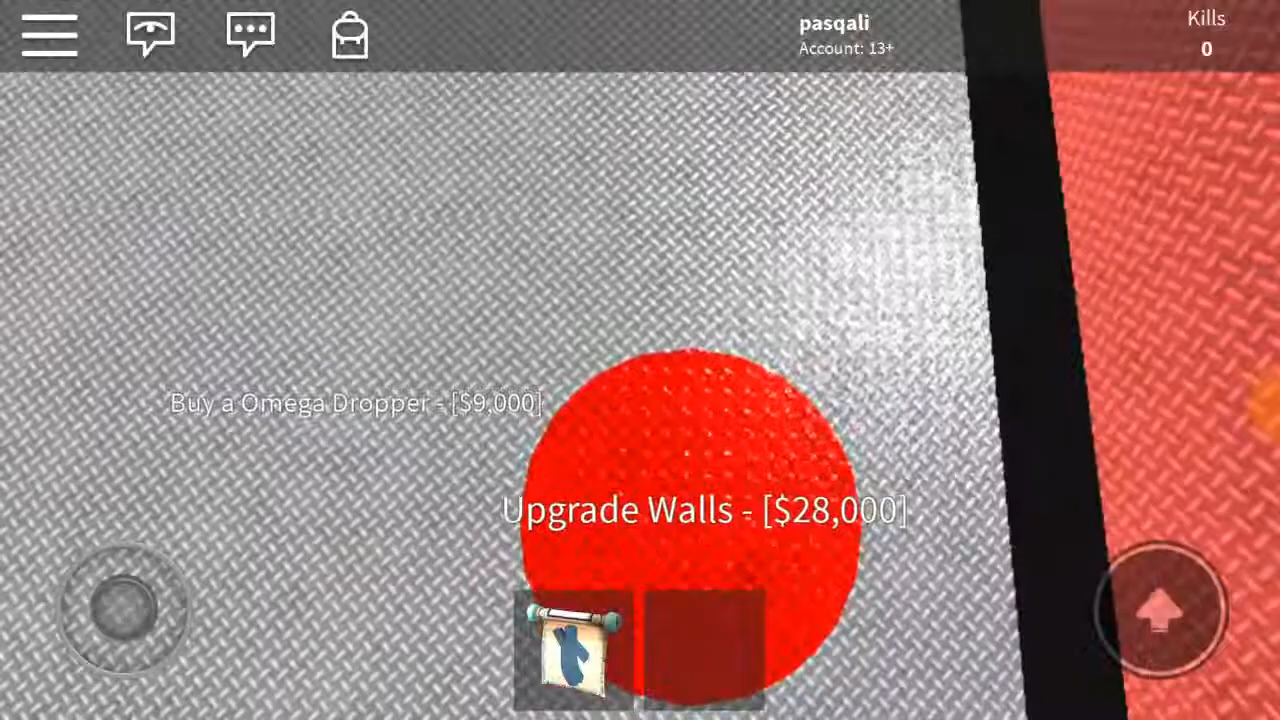 pasqali
Account: 13+
Kills
0
Buy a Omega Dropper - [$9,000]
Upgrade Walls - [$28,000]